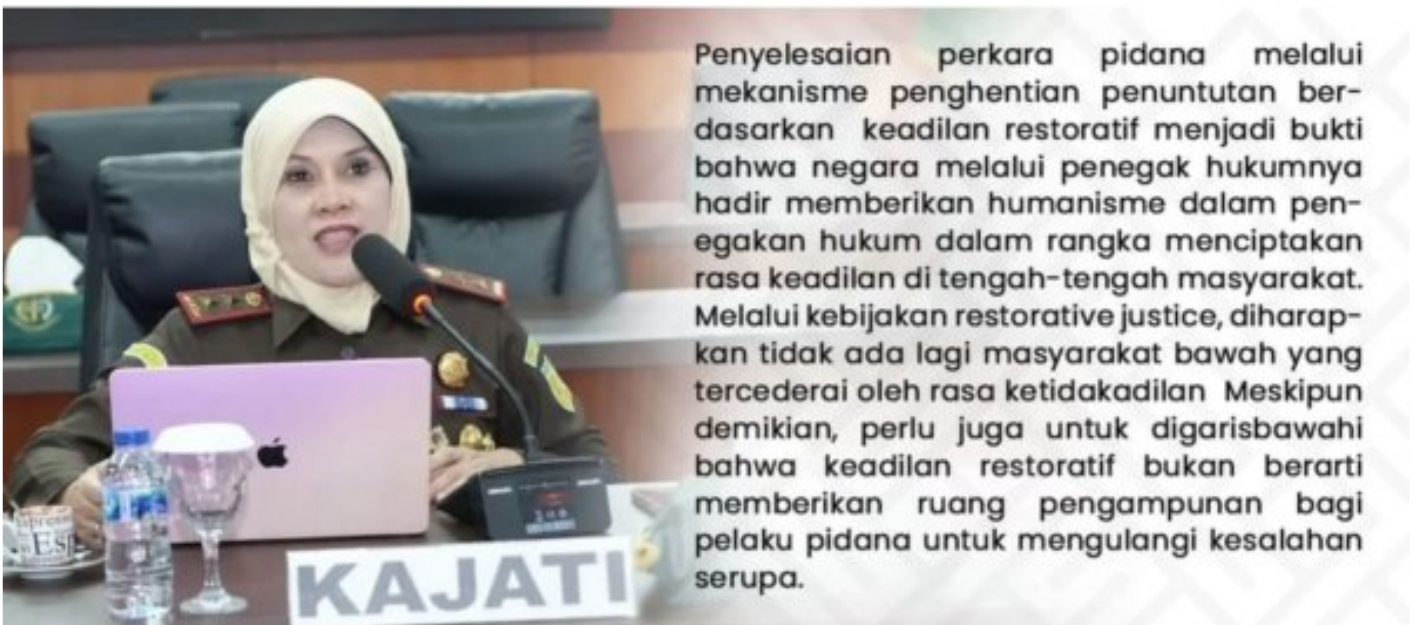 Penyelesaian perkara pidana melalui
mekanisme penghentian penuntutan ber-
dasarkan keadilan restoratif menjadi bukti
bahwa negara melalui penegak hukumnya
hadir memberikan humanisme dalam pen-
egakan hukum dalam rangka menciptakan
rasa keadilan di tengah-tengah masyarakat.
Melalui kebijakan restorative justice, diharap-
kan tidak ada lagi masyarakat bawah yang
tercederai oleh rasa ketidakadilan Meskipun
demikian, perlu juga untuk digarisbawahi
bahwa keadilan restoratif bukan berarti
memberikan ruang pengampunan bagi
pelaku pidana untuk mengulangi kesalahan
serupa.
KAJATI